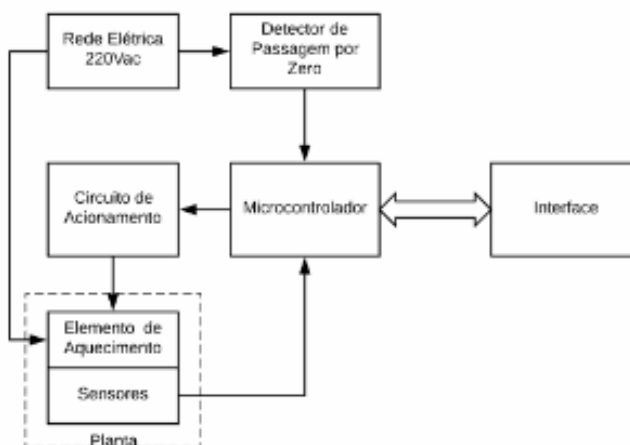 Rede Elétrica
220Vac
Detector de
Passagem por
Zero
Circuito de
Acionamento
Microcontrolador
Interface
Elemento de
Aquecimento
Sensores
Planta